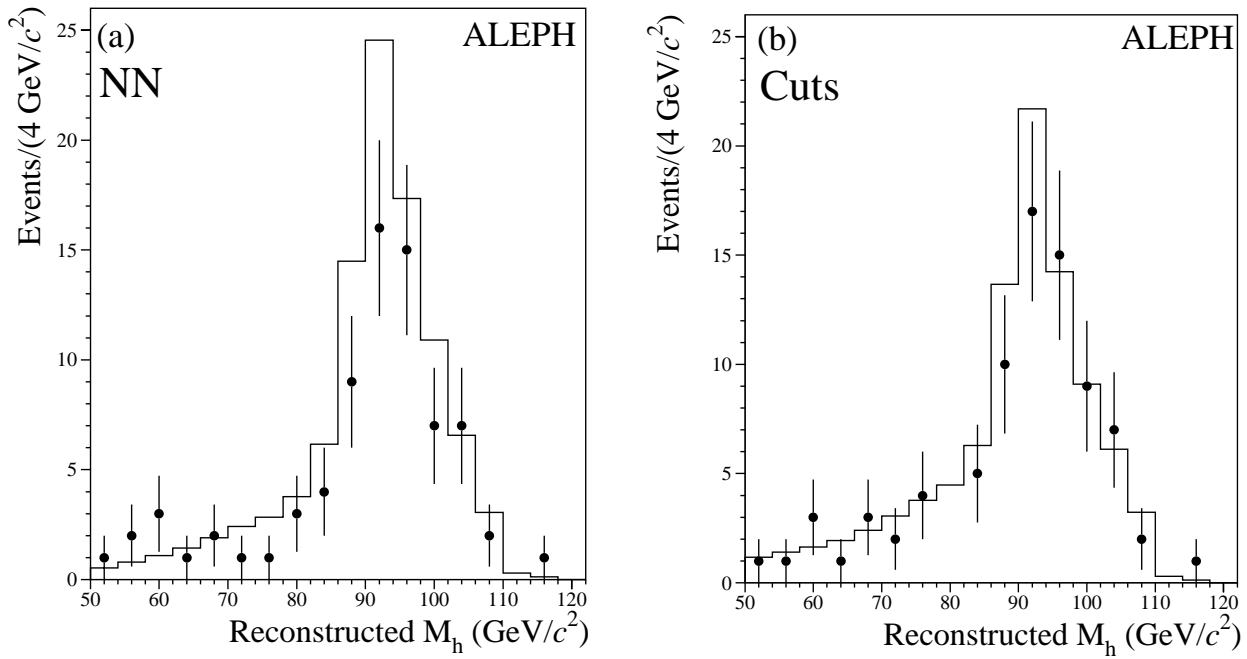 (a)
ALEPH
NN
Events/(4 GeV/c²)
25
20
15
10
5
0
50 60 70 80 90 100 110 120
Reconstructed M_h (GeV/c²)
(b)
ALEPH
Cuts
Events/(4 GeV/c²)
25
20
15
10
5
0
50 60 70 80 90 100 110 120
Reconstructed M_h (GeV/c²)